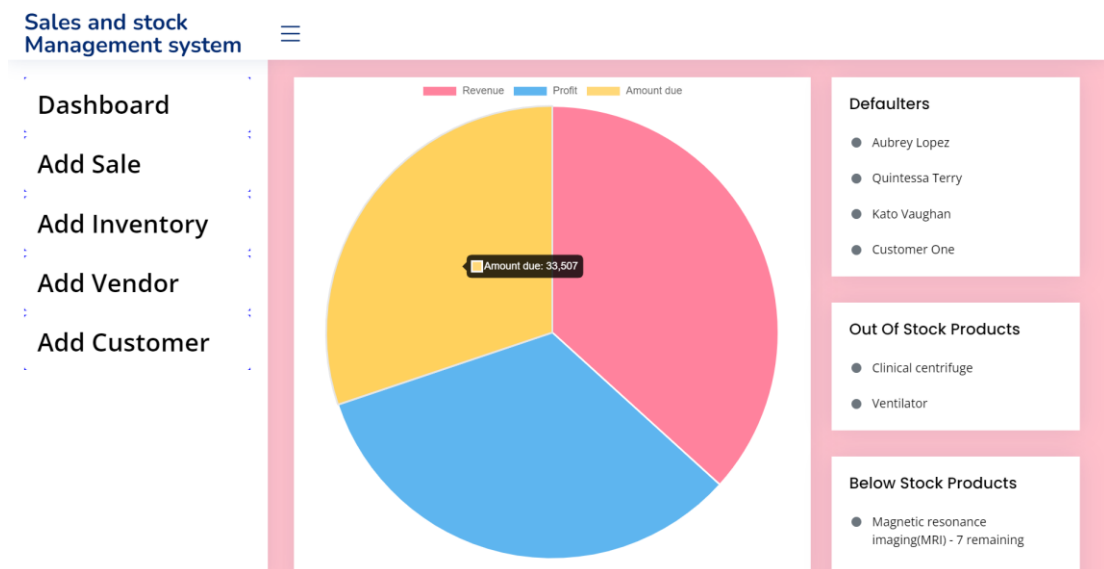 Sales and stock
Management system
Dashboard
Add Sale
Add Inventory
Add Vendor
Add Customer
Revenue Profit Amount due
Amount due: 33,507
Defaulters
Aubrey Lopez
Quintessa Terry
Kato Vaughan
Customer One
Out Of Stock Products
Clinical centrifuge
Ventilator
Below Stock Products
Magnetic resonance
imaging(MRI) - 7 remaining